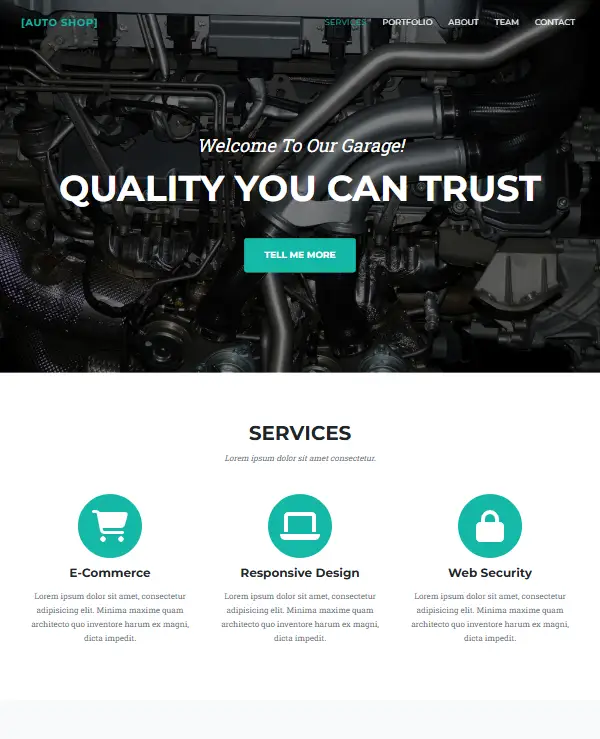 [AUTO SHOP]
SERVICES PORTFOLIO ABOUT TEAM CONTACT
Welcome To Our Garage!
QUALITY YOU CAN TRUST
TELL ME MORE
SERVICES
Lorem ipsum dolor sit amet consectetur.
E-Commerce
Lorem ipsum dolor sit amet, consectetur
adipisicing elit. Minima maxime quam
architecto quo inventore harum ex magni,
dicta impedit.
Responsive Design
Lorem ipsum dolor sit amet, consectetur
adipisicing elit. Minima maxime quam
architecto quo inventore harum ex magni,
dicta impedit.
Web Security
Lorem ipsum dolor sit amet, consectetur
adipisicing elit. Minima maxime quam
architecto quo inventore harum ex magni,
dicta impedit.